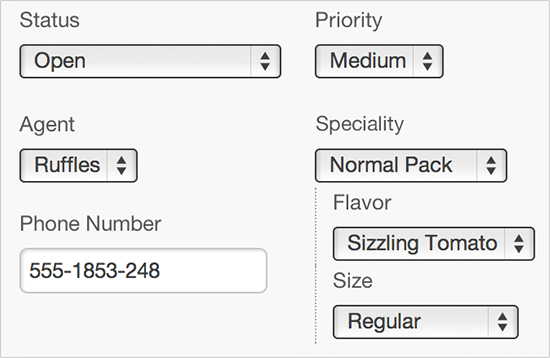 Status
Open
Priority
Medium
Agent
Ruffles
Speciality
Normal Pack
Flavor
Sizzling Tomato
Size
Regular
Phone Number
555-1853-248